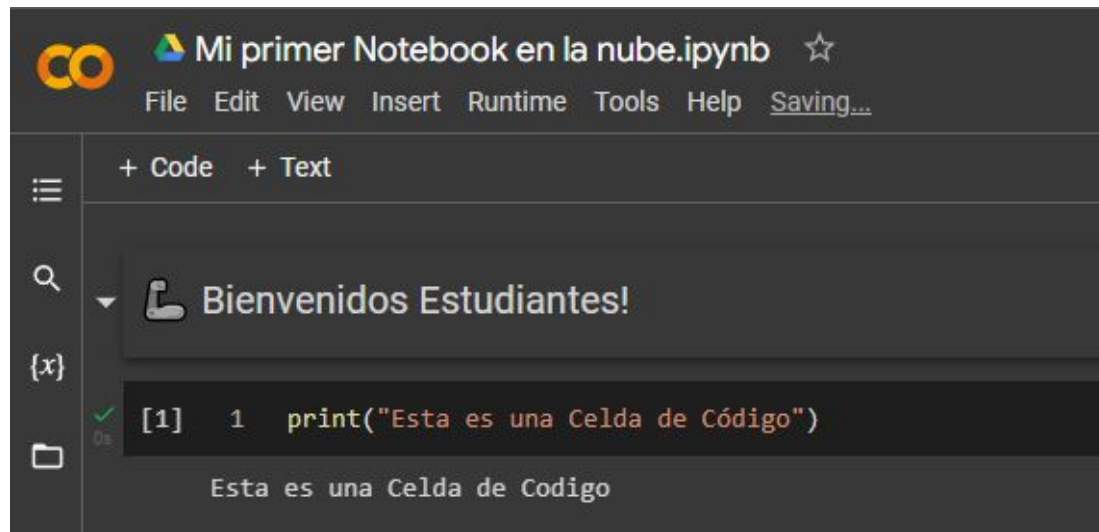 CO
Mi primer Notebook en la nube.ipynb
File Edit View Insert Runtime Tools Help Saving...
+ Code + Text
🦾 Bienvenidos Estudiantes!
{x}
[1] 1 print("Esta es una Celda de Código")
0s
Esta es una Celda de Codigo